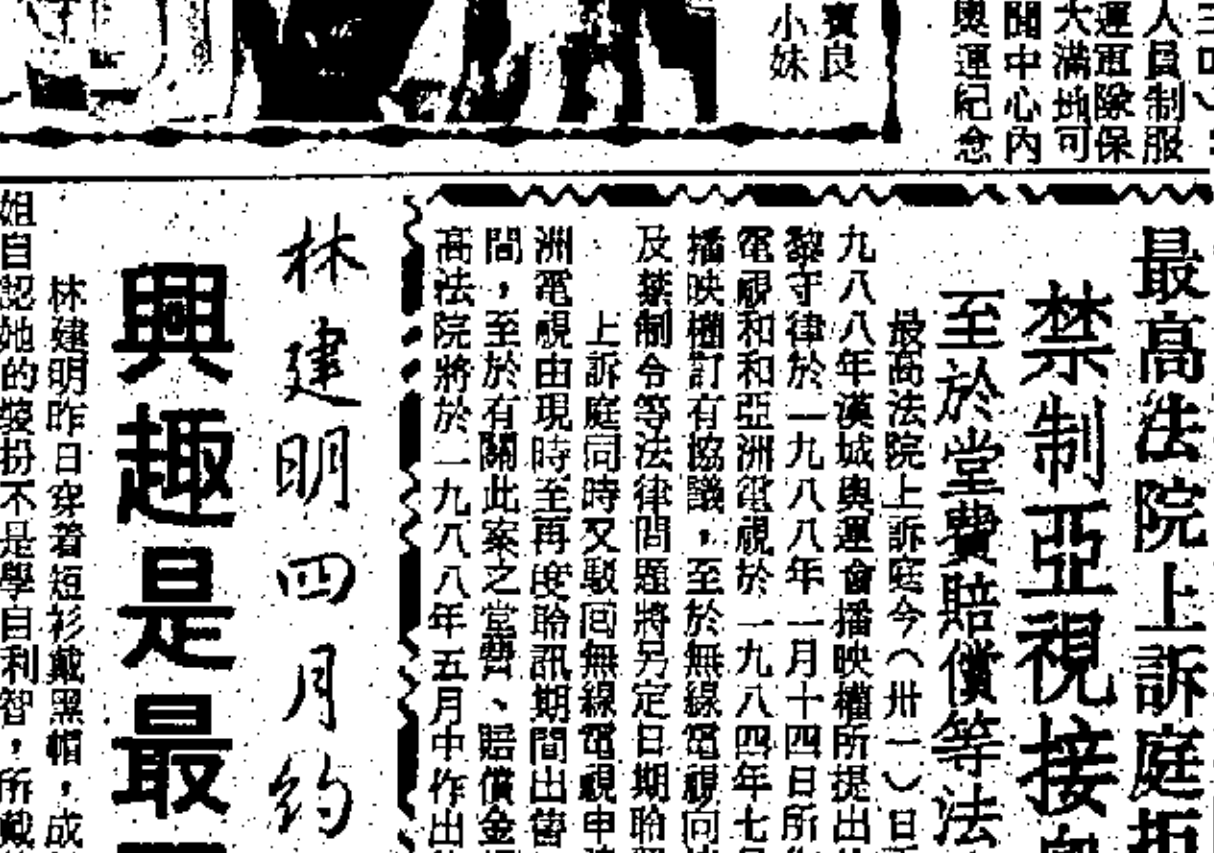 三
人員制服
運電除保
大滿地可
聞中心內
奧運紀念
寶良
小妹
最高法院上訴庭拒
禁制亞視接
至於堂費賠償等法
最高法院上訴庭今(卅一)日
九八八年漢城奧運會播映權所提出
黎守律於一九八八年一月十四日所
電視和和亞洲電視於一九八四年七
播映權訂有協議,至於無線電視向
及禁制令等法律問題將另定日期聆
上訴庭同時又駁回無線電視申
洲電視由現時至再度聆訊期間出
間,至於有關此案之堂費、賠償金
高法院將於一九八八年五月中作出
林建明四月約
興趣是最
林建明昨日穿着短衫戴黑帽,成
姐自認她的裝扮不是學自利智,所戴